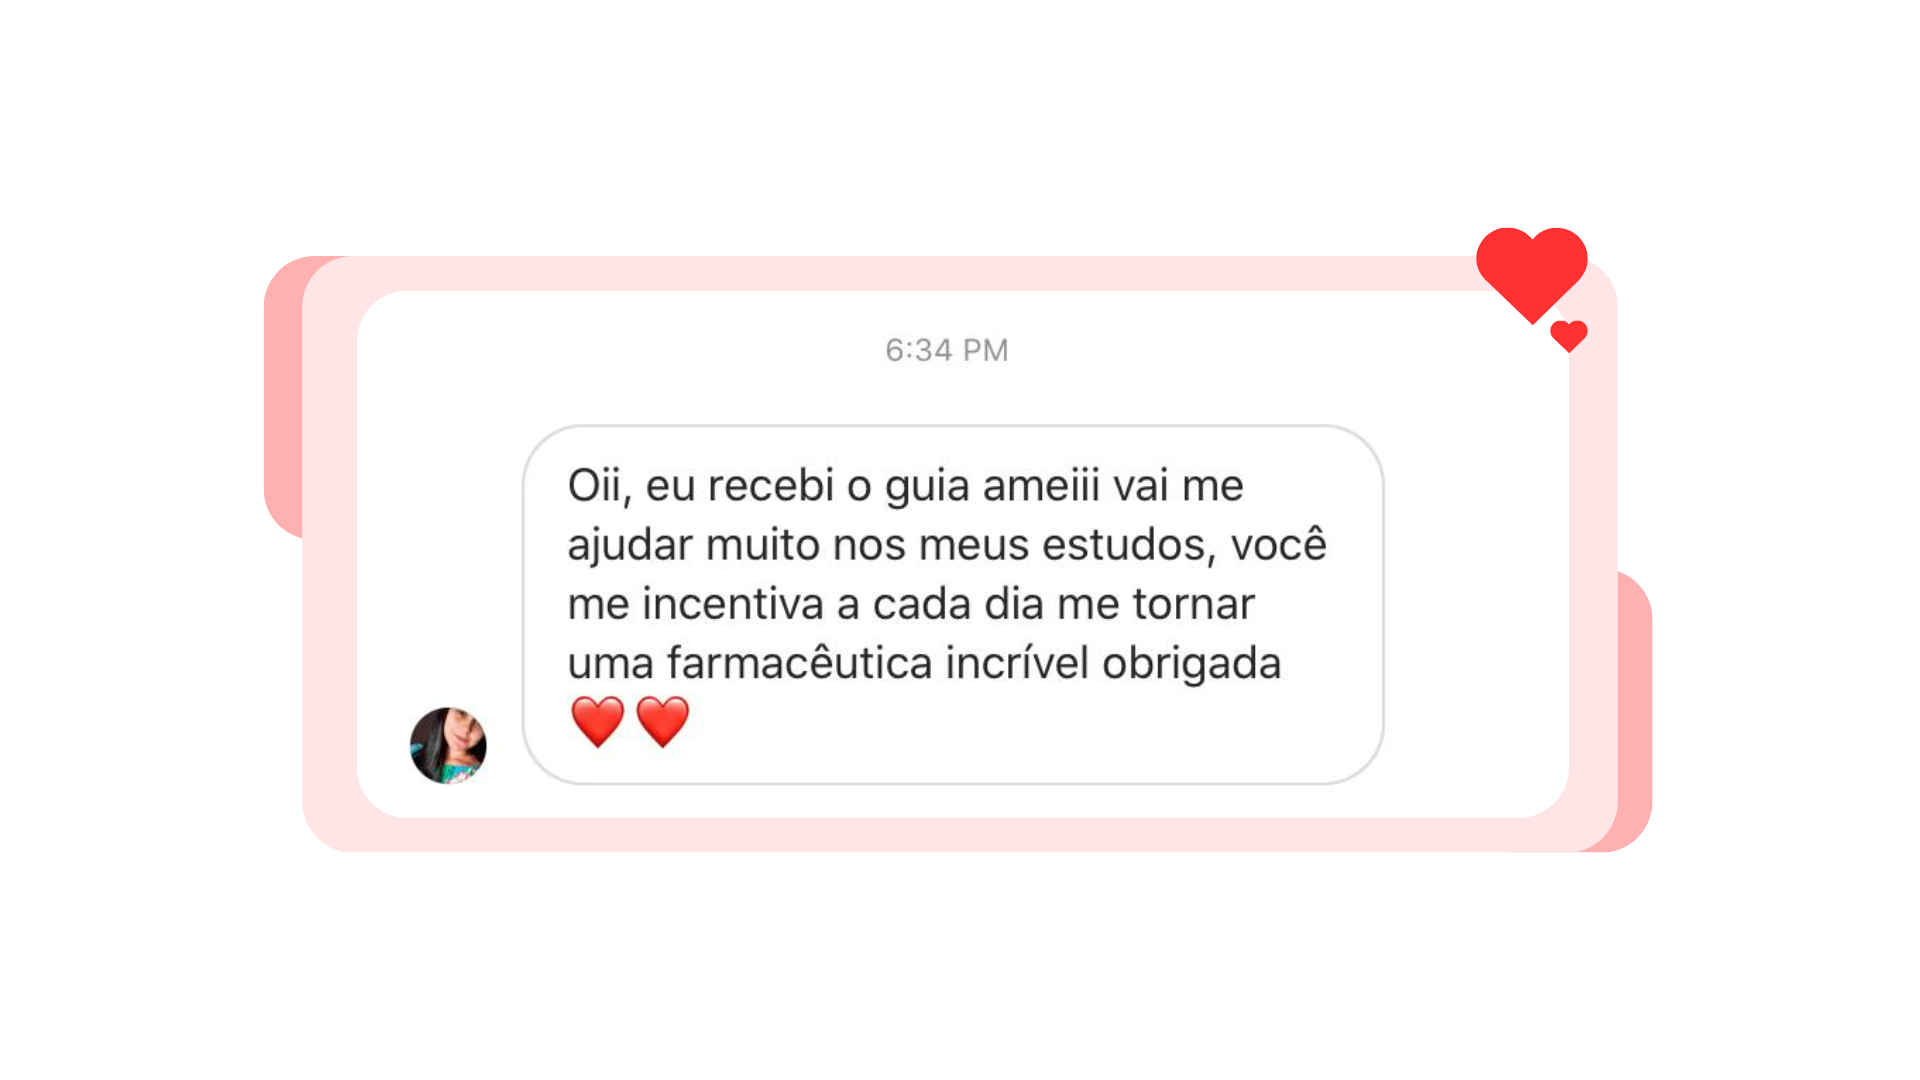 6:34 PM
Oii, eu recebi o guia ameiii vai me
ajudar muito nos meus estudos, você
me incentiva a cada dia me tornar
uma farmacêutica incrível obrigada
❤️❤️